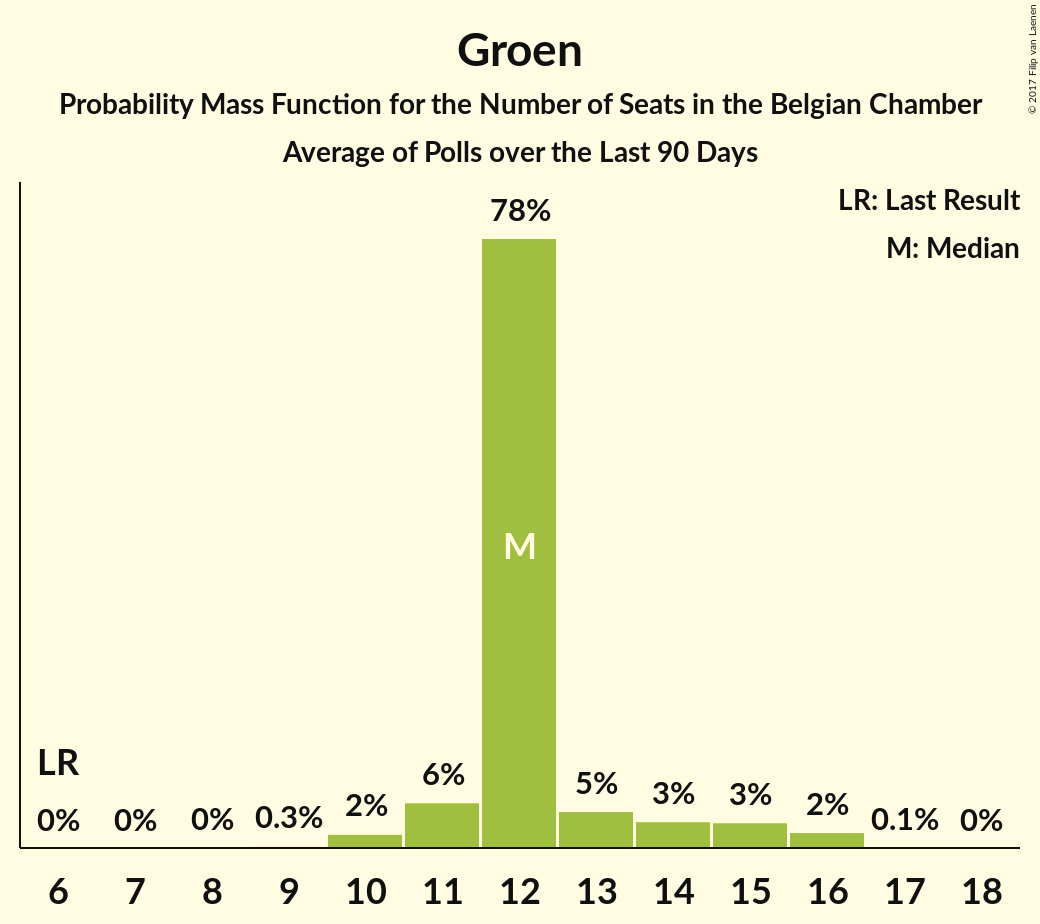 Groen
Probability Mass Function for the Number of Seats in the Belgian Chamber
Average of Polls over the Last 90 Days
© 2017 Filip van Laenen
LR: Last Result
M: Median
78%
M
LR
0% 0% 0% 0.3% 2% 6% 5% 3% 3% 2% 0.1% 0%
6 7 8 9 10 11 12 13 14 15 16 17 18